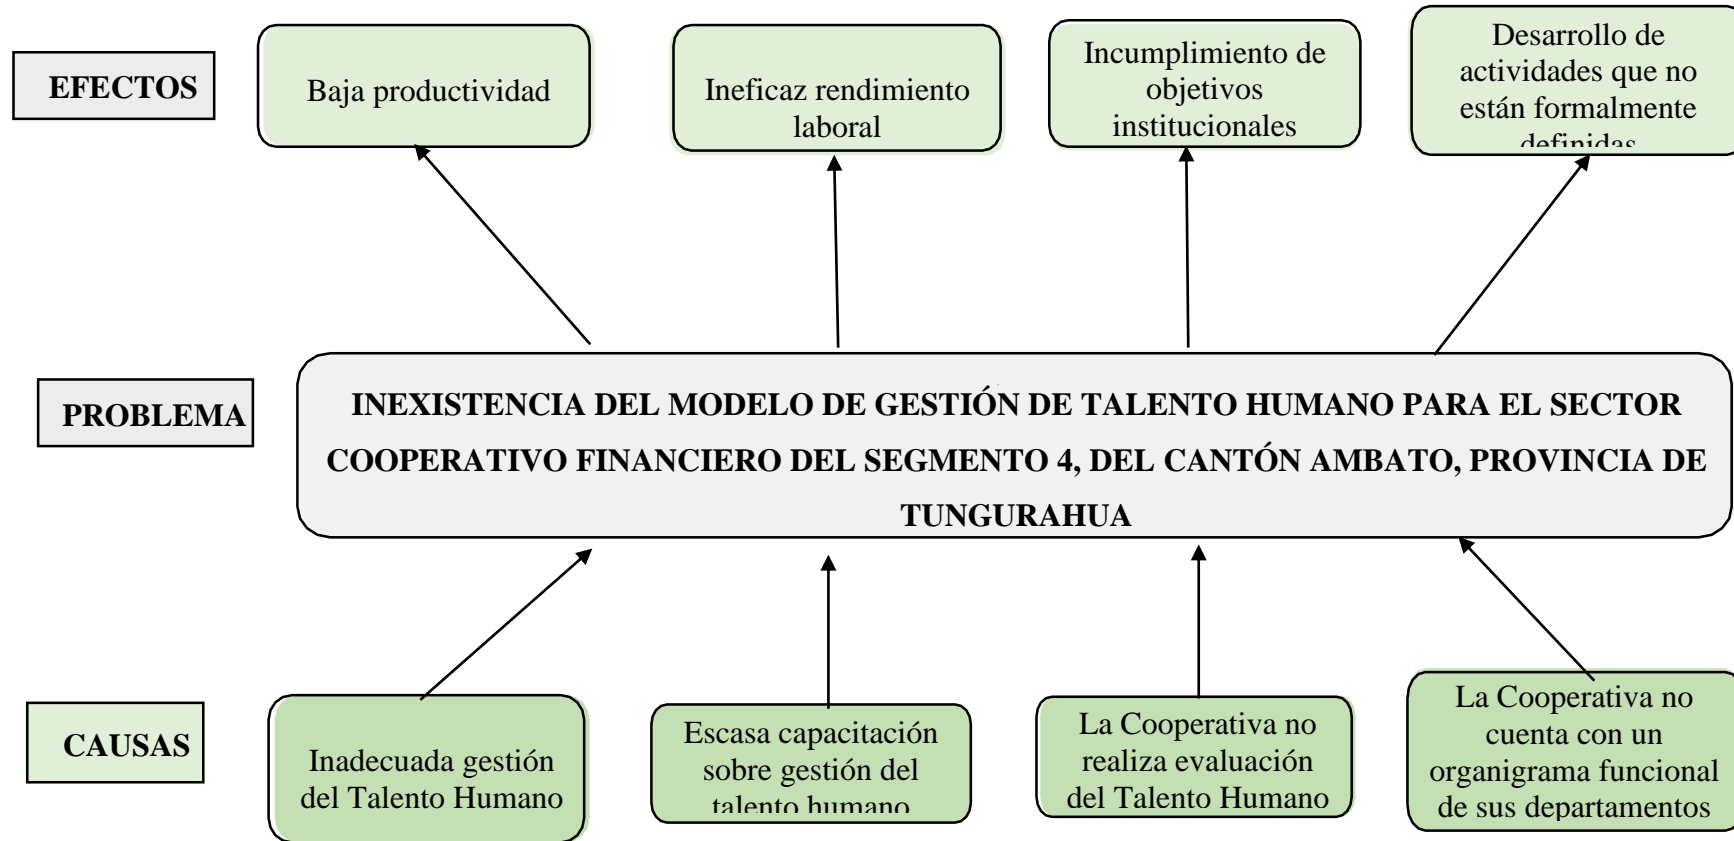 EFECTOS
Baja productividad
Ineficaz rendimiento
laboral
Incumplimiento de
objetivos
institucionales
Desarrollo de
actividades que no
están formalmente
definidas
PROBLEMA
INEXISTENCIA DEL MODELO DE GESTIÓN DE TALENTO HUMANO PARA EL SECTOR
COOPERATIVO FINANCIERO DEL SEGMENTO 4, DEL CANTÓN AMBATO, PROVINCIA DE
TUNGURAHUA
CAUSAS
Inadecuada gestión
del Talento Humano
Escasa capacitación
sobre gestión del
talento humano
La Cooperativa no
realiza evaluación
del Talento Humano
La Cooperativa no
cuenta con un
organigrama funcional
de sus departamentos